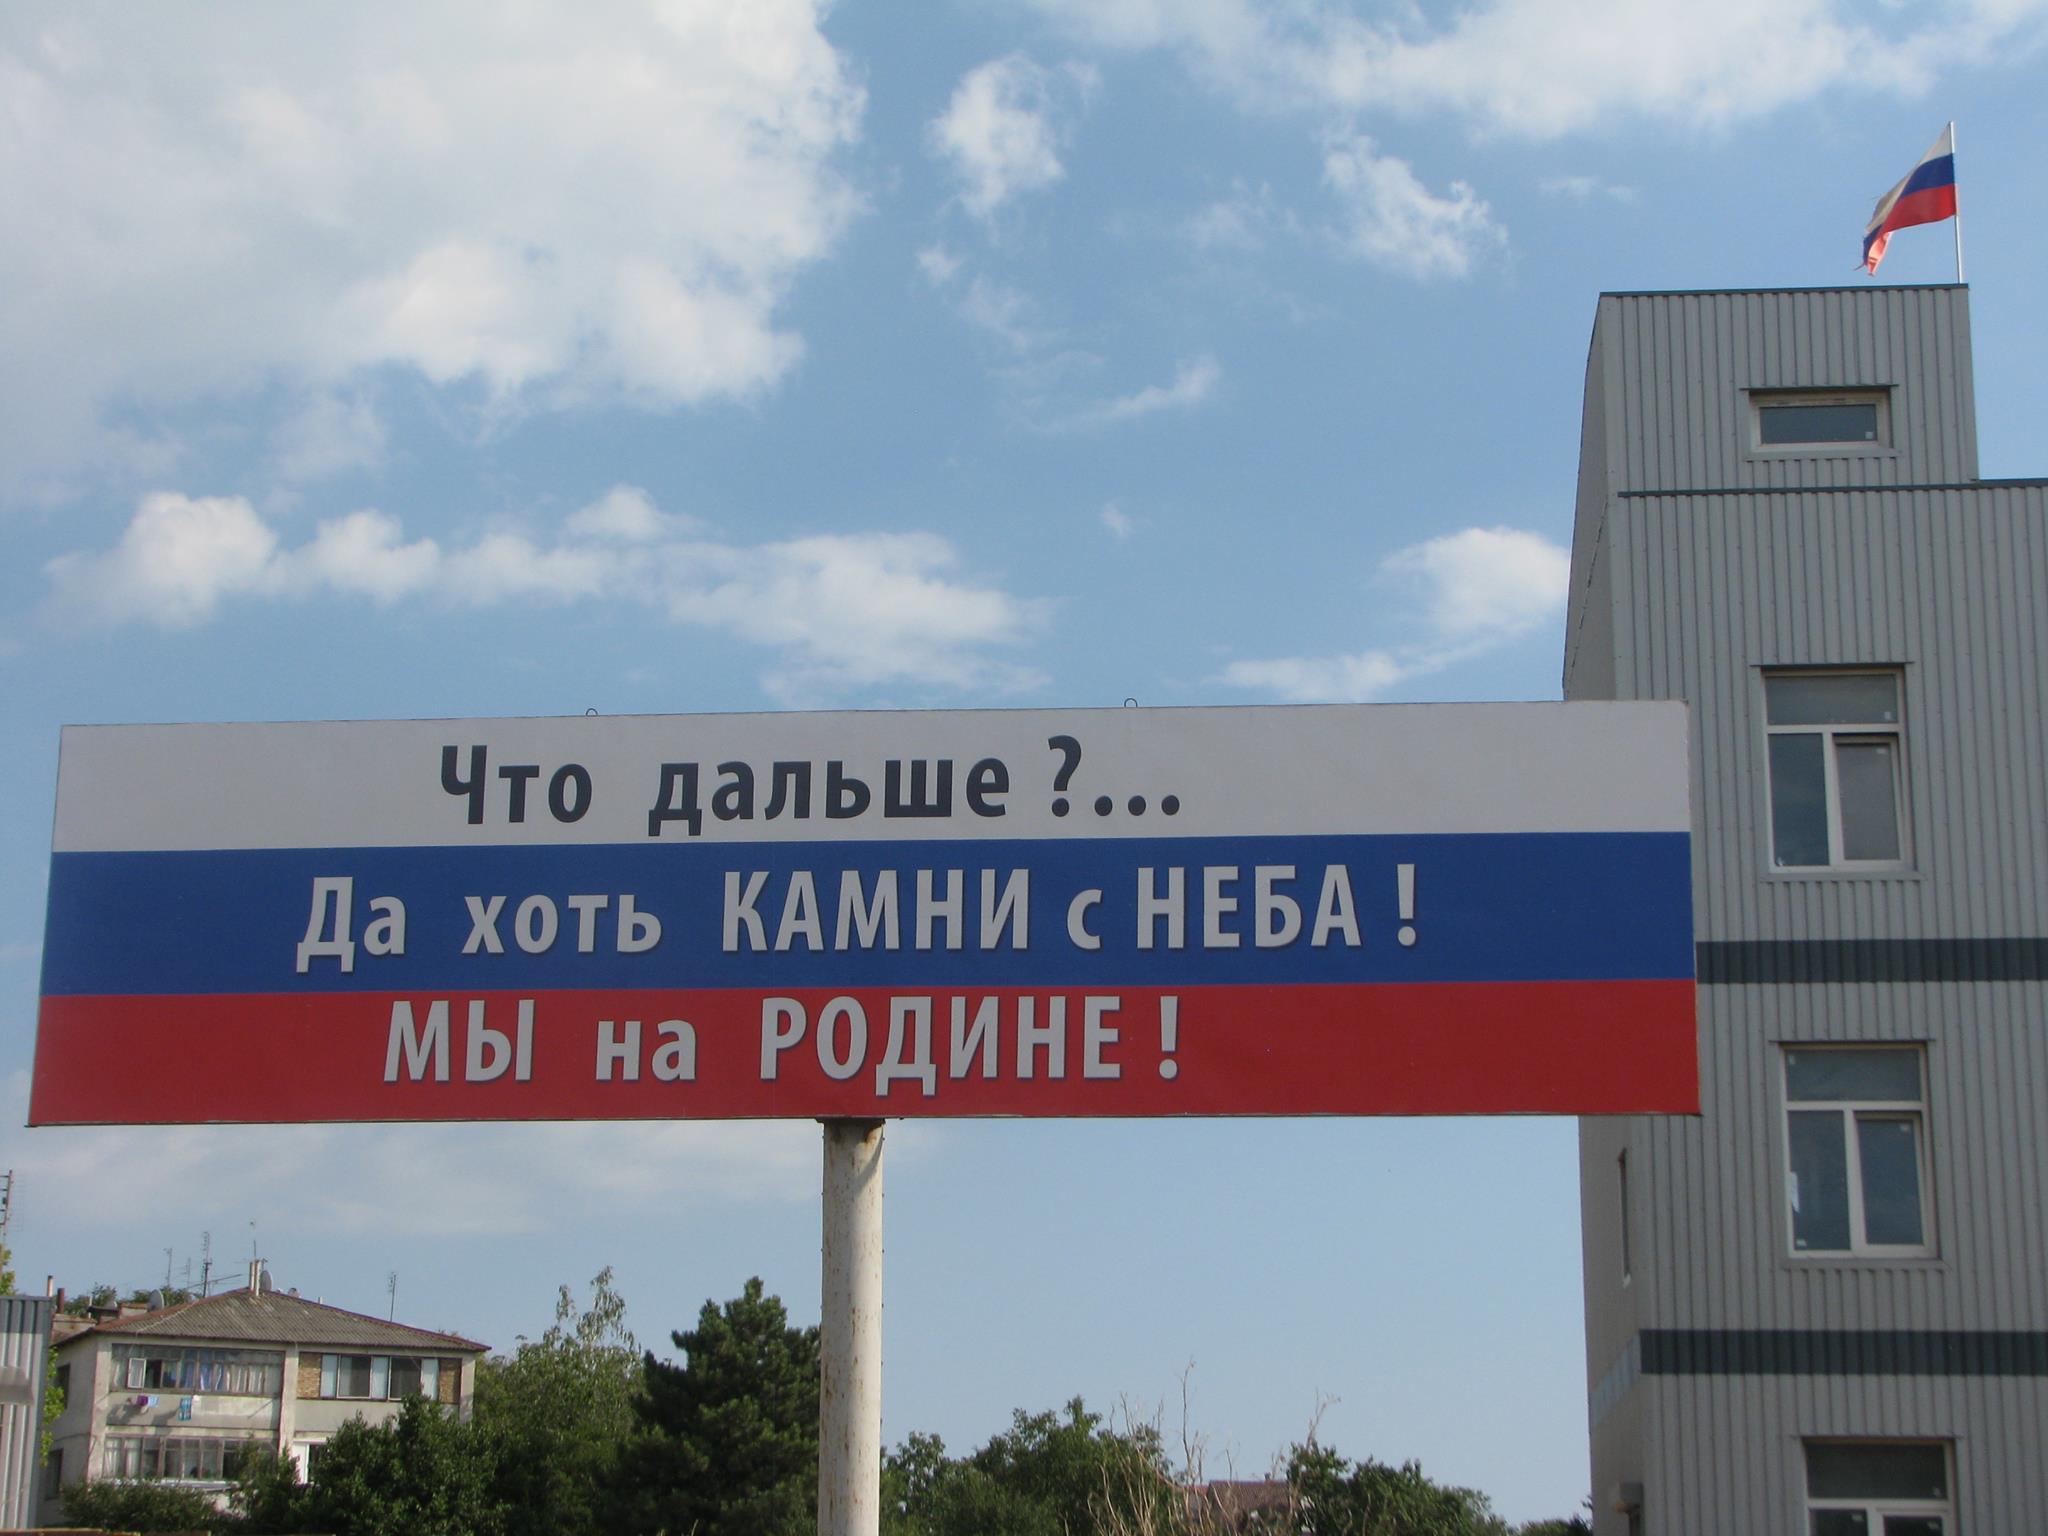 Что дальше ?...
Да хоть КАМНИ с НЕБА !
МЫ на РОДИНЕ !